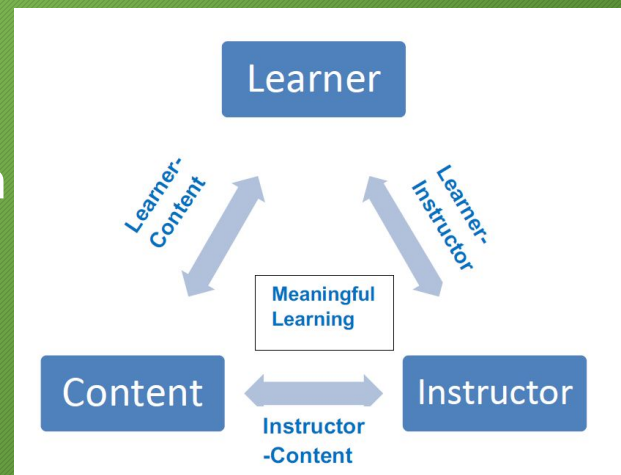 Learner
Learner-
Content
Learner-
Instructor
Meaningful
Learning
Content
Instructor
Instructor
-Content